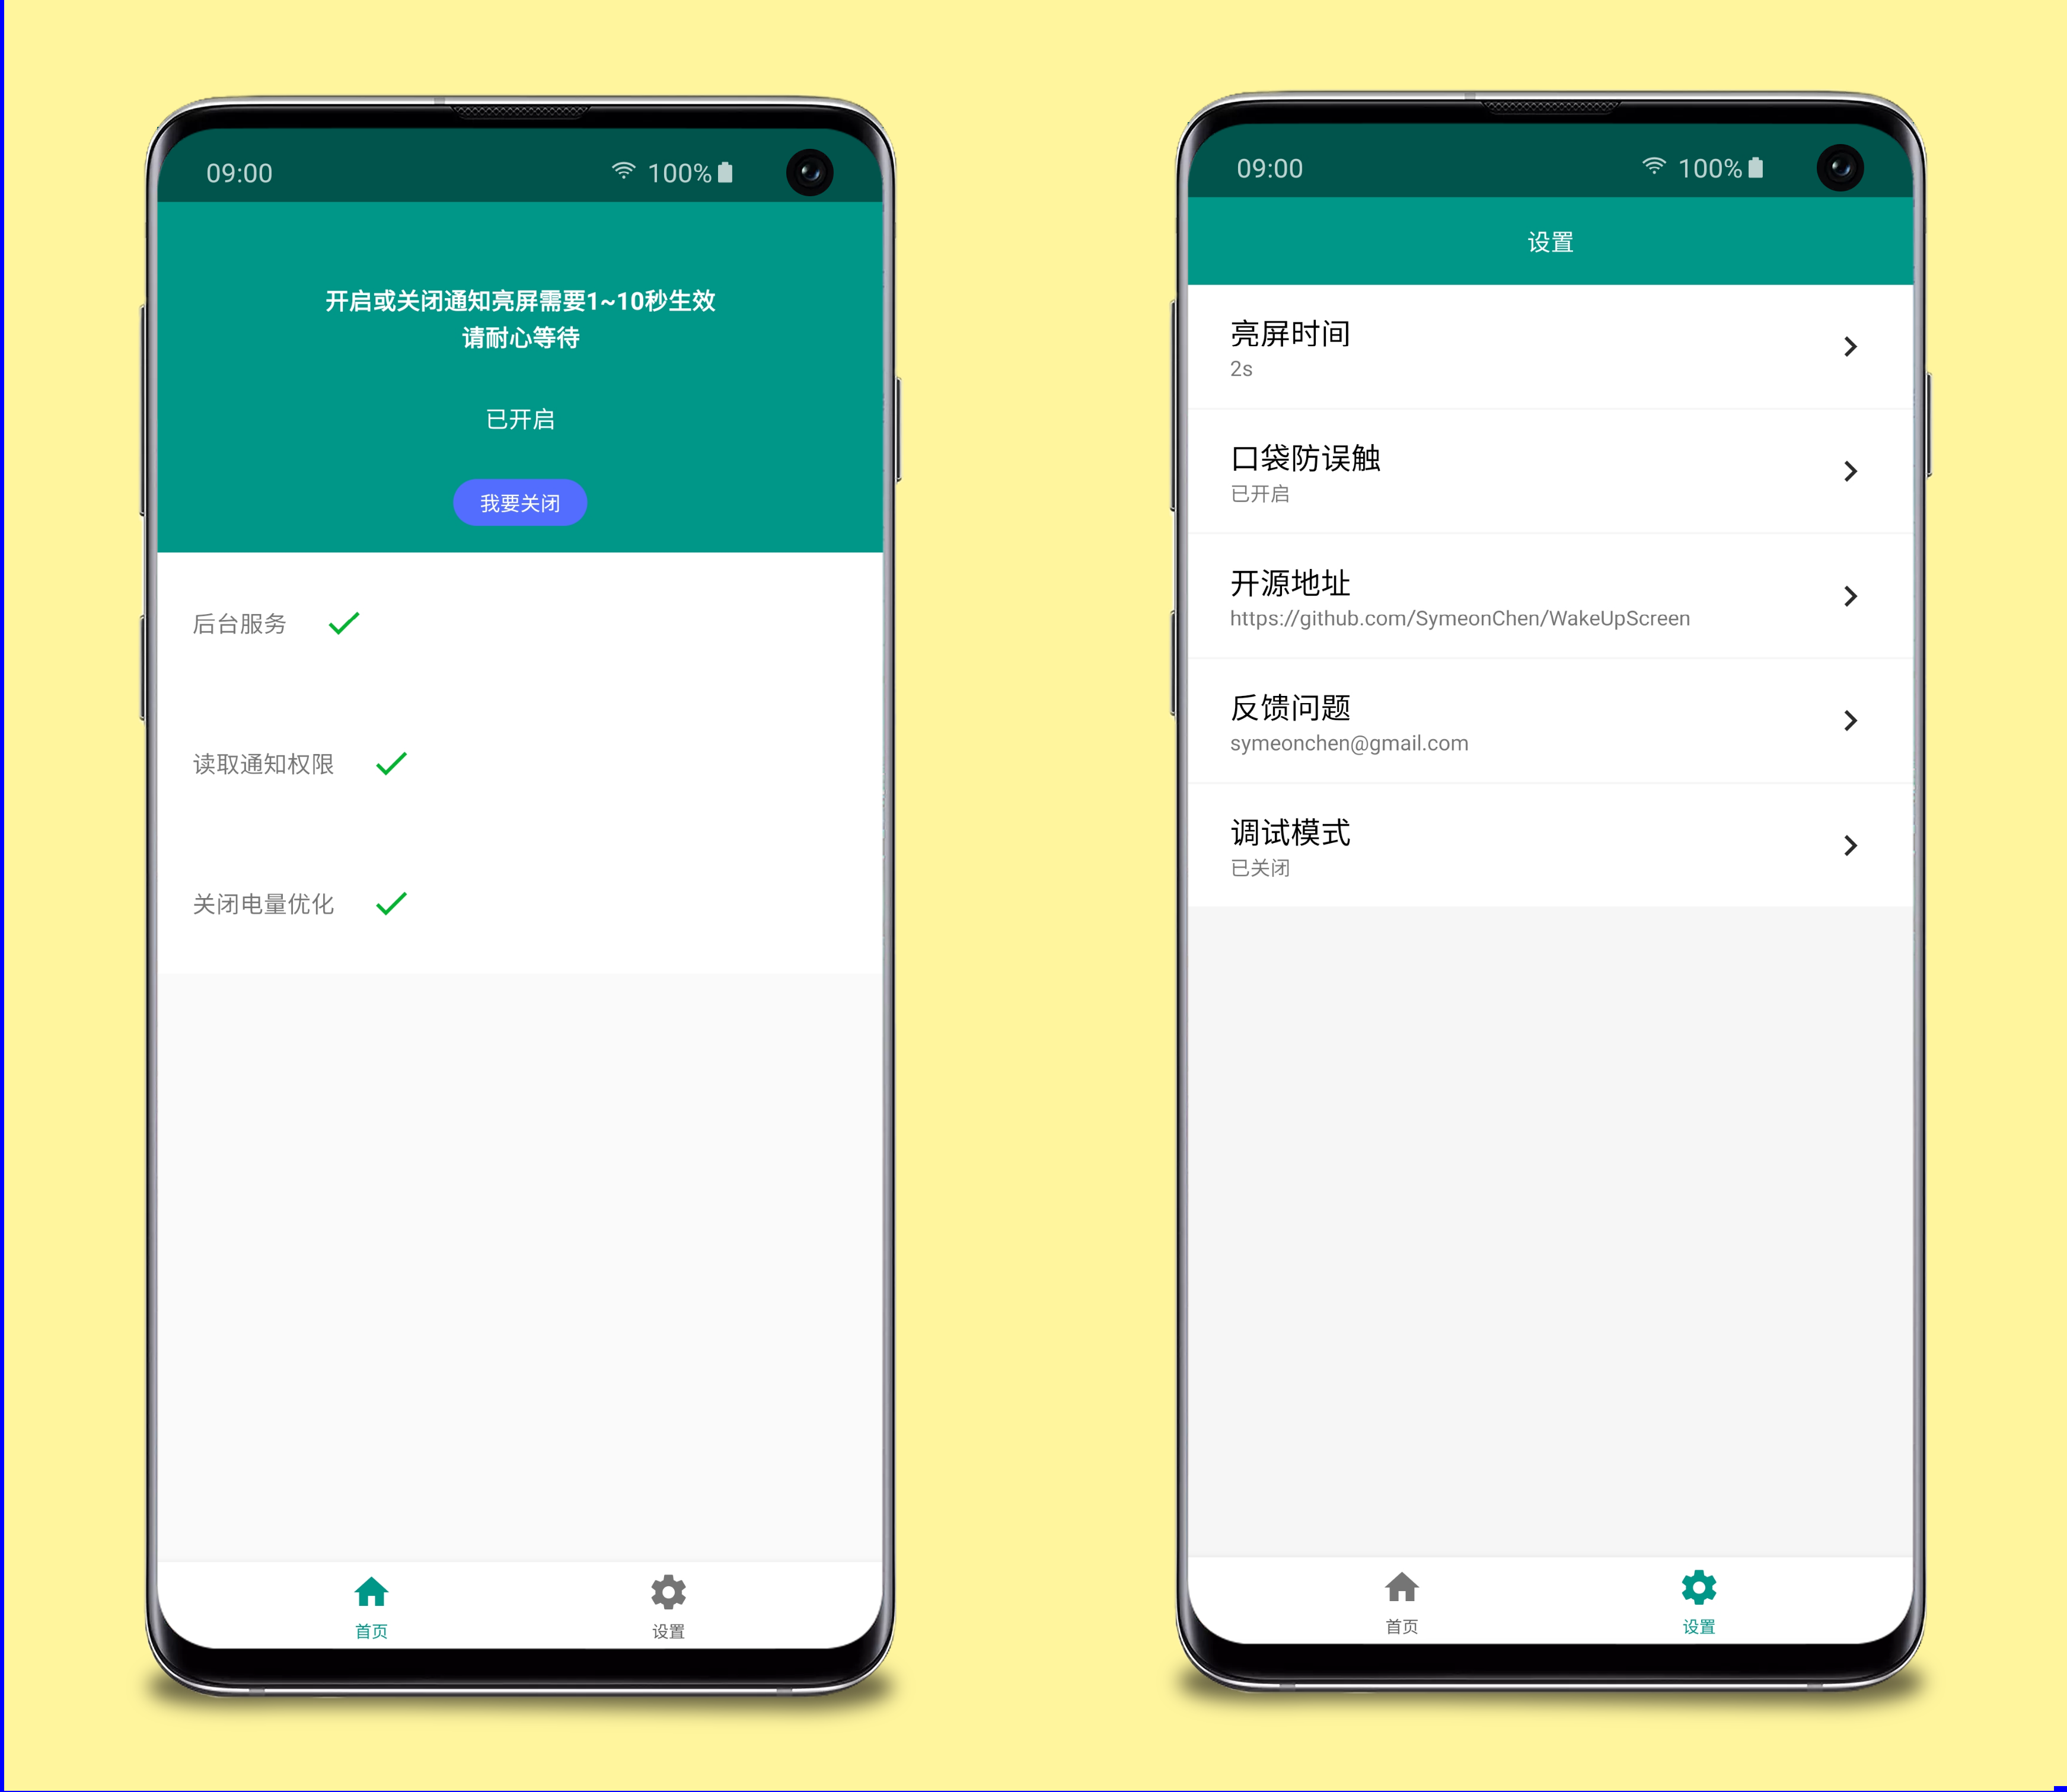 09:00
100%
开启或关闭通知亮屏需要1~10秒生效
请耐心等待
已开启
我要关闭
后台服务
读取通知权限
关闭电量优化
首页
设置
09:00
100%
设置
亮屏时间
2s
口袋防误触
已开启
开源地址
https://github.com/SymeonChen/WakeUpScreen
反馈问题
symeonchen@gmail.com
调试模式
已关闭
首页
设置